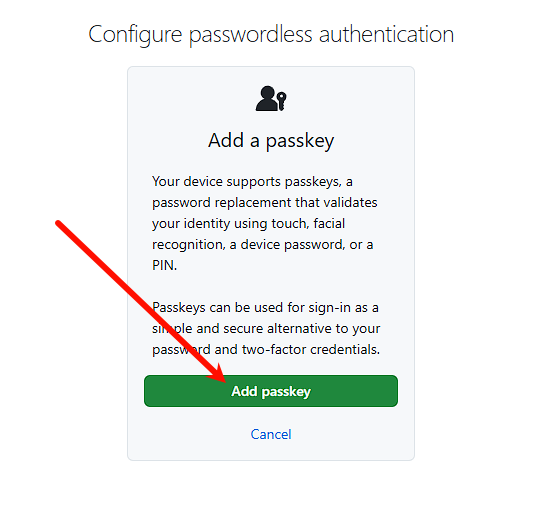 Configure passwordless authentication
Add a passkey
Your device supports passkeys, a
password replacement that validates
your identity using touch, facial
recognition, a device password, or a
PIN.
Passkeys can be used for sign-in as a
simple and secure alternative to your
password and two-factor credentials.
Add passkey
Cancel